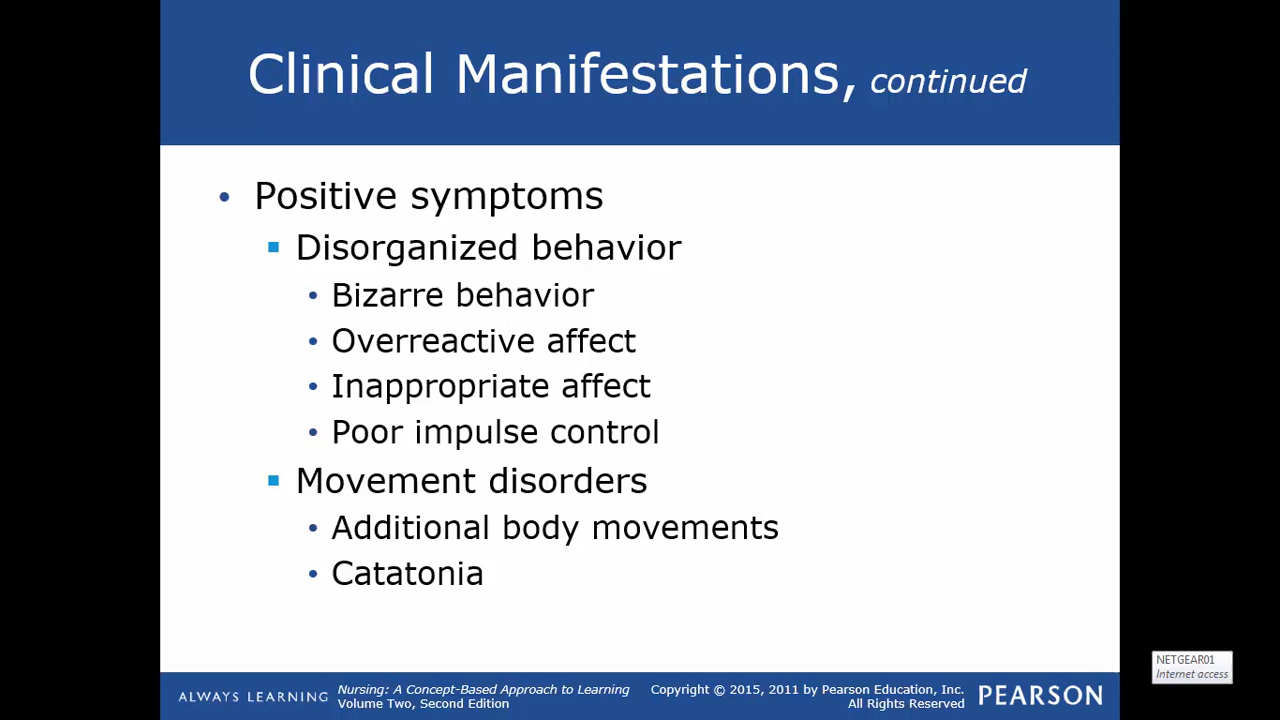 Clinical Manifestations, continued
• Positive symptoms
▪ Disorganized behavior
• Bizarre behavior
• Overreactive affect
• Inappropriate affect
• Poor impulse control
▪ Movement disorders
• Additional body movements
• Catatonia
NETGEAR01
Internet access
ALWAYS LEARNING
Nursing: A Concept-Based Approach to Learning
Volume Two, Second Edition
Copyright © 2015, 2011 by Pearson Education, Inc.
All Rights Reserved
PEARSON